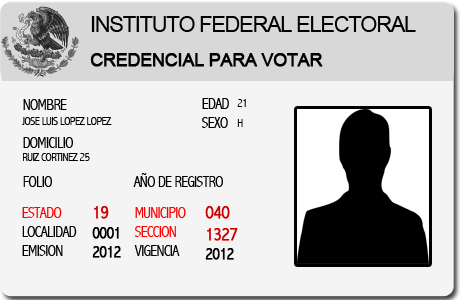 INSTITUTO FEDERAL ELECTORAL
CREDENCIAL PARA VOTAR
NOMBRE EDAD 21
JOSE LUIS LOPEZ LOPEZ SEXO H
DOMICILIO
RUIZ CORTINEZ 25
FOLIO AÑO DE REGISTRO
ESTADO 19 MUNICIPIO 040
LOCALIDAD 0001 SECCION 1327
EMISION 2012 VIGENCIA 2012